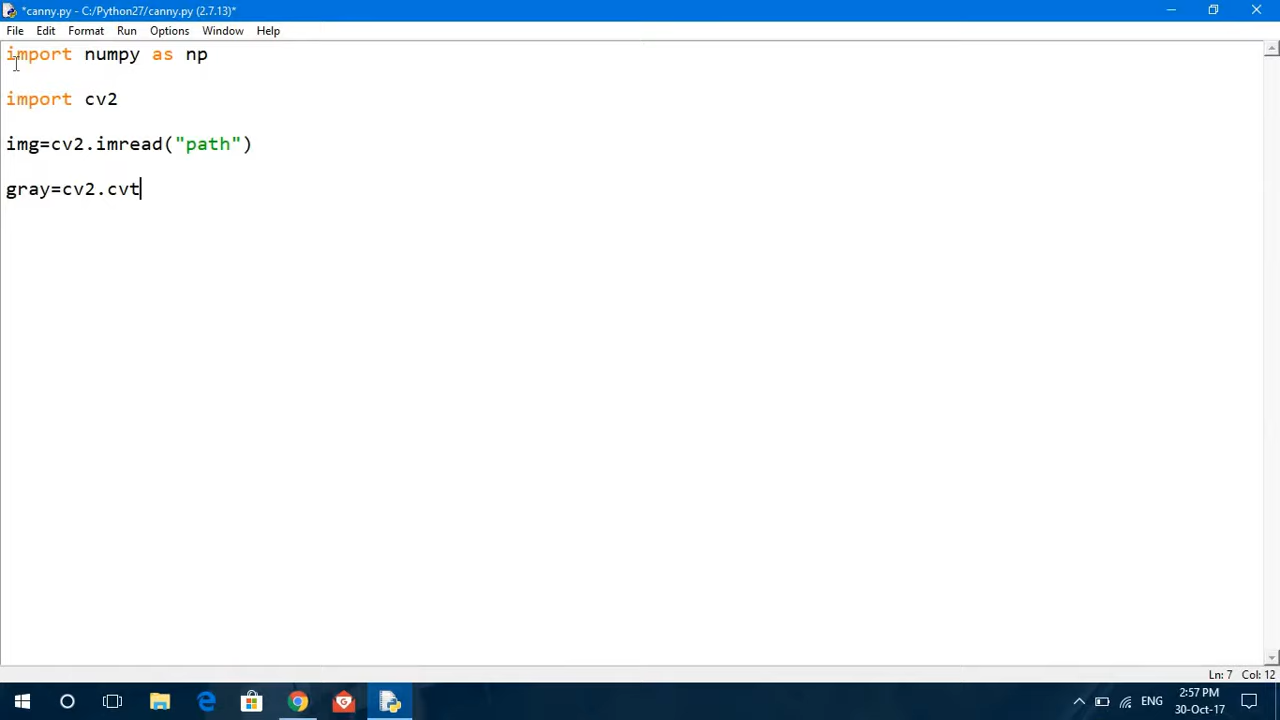 *canny.py - C:/Python27/canny.py (2.7.13)*
File Edit Format Run Options Window Help
import numpy as np
import cv2
img=cv2.imread("path")
gray=cv2.cvt
Ln: 7 Col: 12
ENG
2:57 PM
30-Oct-17